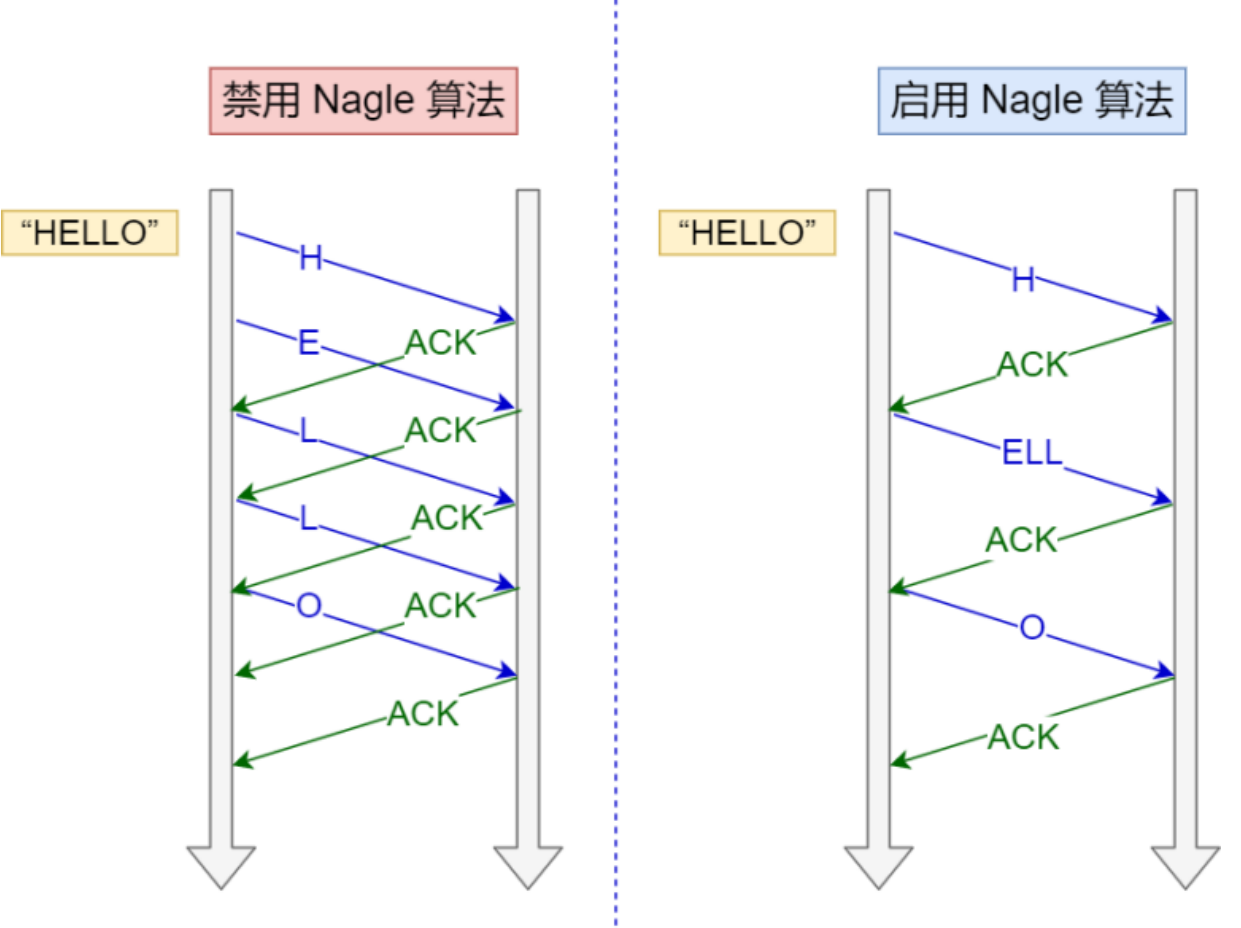 禁用 Nagle 算法
“HELLO”
H
ACK
E
ACK
L
ACK
L
ACK
O
ACK
启用 Nagle 算法
“HELLO”
H
ACK
ELL
ACK
O
ACK